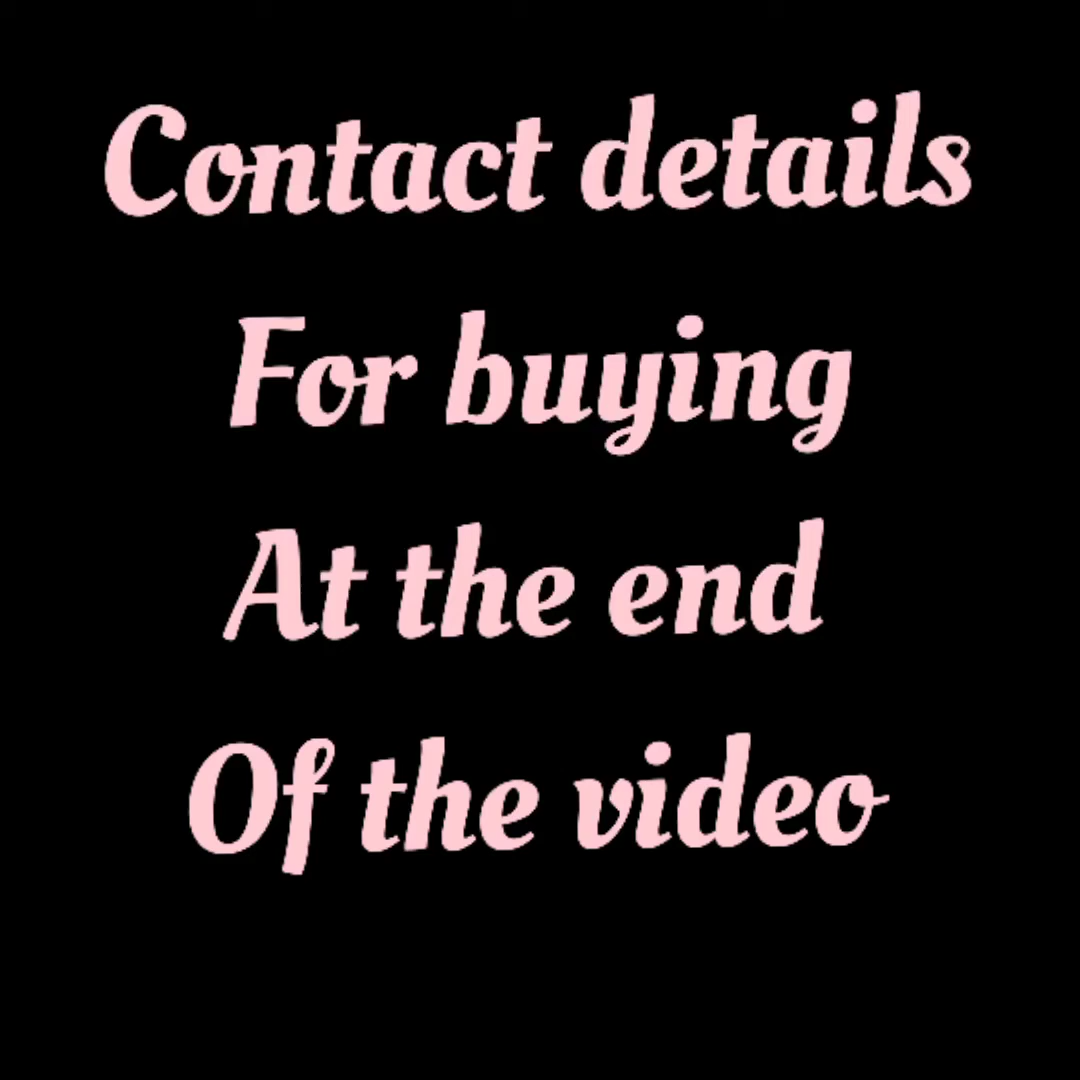 Contact details
For buying
At the end
Of the video